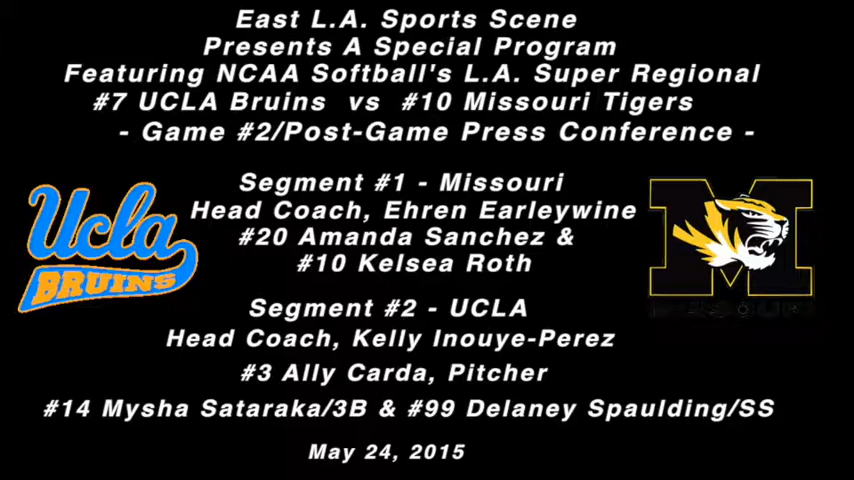 East L.A. Sports Scene
Presents A Special Program
Featuring NCAA Softball's L.A. Super Regional
#7 UCLA Bruins vs #10 Missouri Tigers
- Game #2/Post-Game Press Conference -
Segment #1 - Missouri
Head Coach, Ehren Earleywine
#20 Amanda Sanchez &
#10 Kelsea Roth
Ucla
BRUINS
M
Segment #2 - UCLA
Head Coach, Kelly Inouye-Perez
#3 Ally Carda, Pitcher
#14 Mysha Sataraka/3B & #99 Delaney Spaulding/SS
May 24, 2015